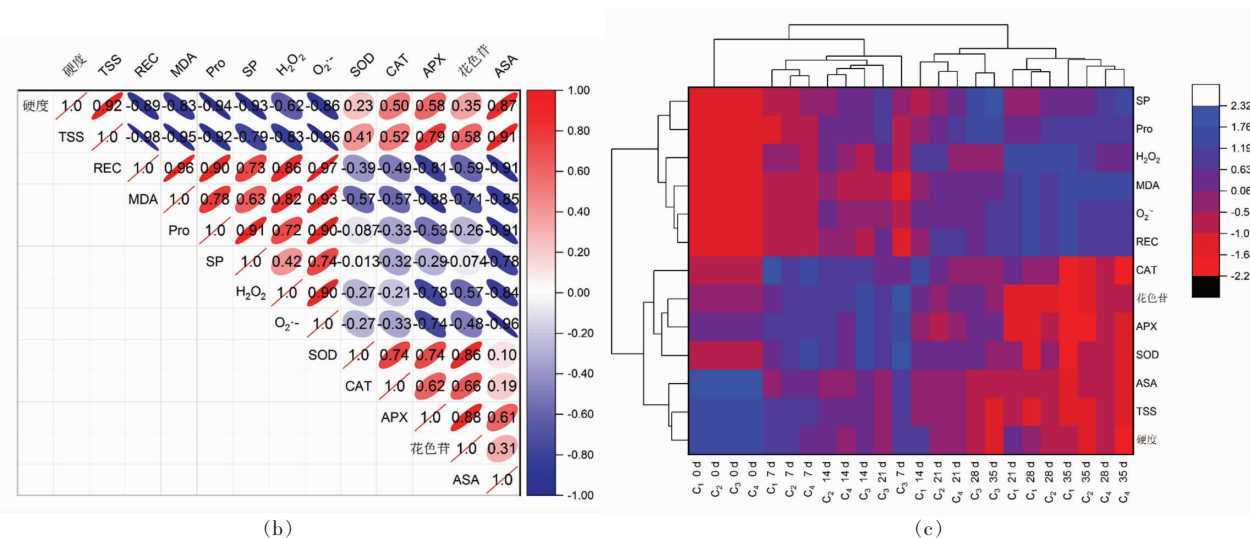 硬度 TSS REC MDA Pro SP H₂O₂ O₂·- SOD CAT APX 花色苷 ASA
硬度 1.0 0.92 -0.89 -0.83 -0.94 -0.93 -0.62 -0.86 0.23 0.50 0.58 0.35 0.87
TSS 1.0 -0.98 -0.95 -0.92 -0.79 -0.83 -0.96 0.41 0.52 0.79 0.58 0.91
REC 1.0 0.96 0.90 0.73 0.86 0.97 -0.39 -0.49 -0.81 -0.59 -0.91
MDA 1.0 0.78 0.63 0.82 0.93 -0.57 -0.57 -0.88 -0.71 -0.85
Pro 1.0 0.91 0.72 0.90 -0.087 -0.33 -0.53 -0.26 -0.91
SP 1.0 0.42 0.74 -0.013 -0.32 -0.29 -0.074 -0.78
H₂O₂ 1.0 0.90 -0.27 -0.21 -0.78 -0.57 -0.84
O₂·- 1.0 -0.27 -0.33 -0.74 -0.48 -0.96
SOD 1.0 0.74 0.74 0.86 0.10
CAT 1.0 0.62 0.66 0.19
APX 1.0 0.88 0.61
花色苷 1.0 0.31
ASA 1.0
1.00
0.80
0.60
0.40
0.20
0.00
-0.20
-0.40
-0.60
-0.80
-1.00
(b)
SP
Pro
H₂O₂
MDA
O₂·-
REC
CAT
花色苷
APX
SOD
ASA
TSS
硬度
C₁ 0 d
C₂ 0 d
C₃ 0 d
C₄ 0 d
C₁ 7 d
C₂ 7 d
C₄ 7 d
C₂ 14 d
C₄ 14 d
C₃ 14 d
C₃ 21 d
C₃ 7 d
C₁ 14 d
C₂ 21 d
C₄ 21 d
C₃ 28 d
C₃ 35 d
C₁ 21 d
C₁ 28 d
C₂ 28 d
C₁ 35 d
C₂ 35 d
C₄ 28 d
C₄ 35 d
2.32
1.76
1.19
0.63
0.06
-0.5
-1.0
-1.6
-2.2
(c)